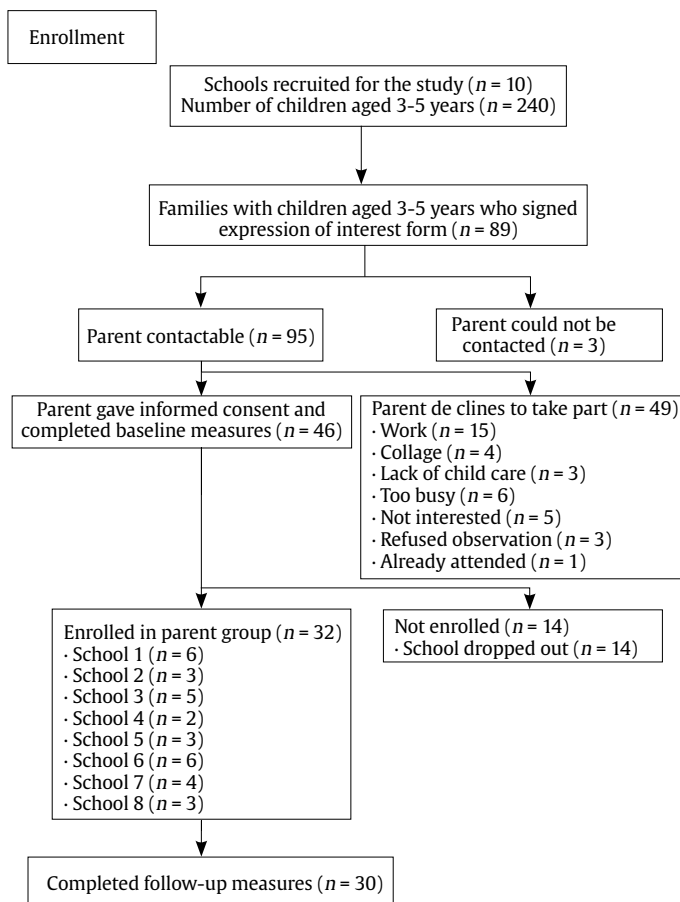 Enrollment
Schools recruited for the study (n = 10)
Number of children aged 3-5 years (n = 240)
Families with children aged 3-5 years who signed
expression of interest form (n = 89)
Parent contactable (n = 95)
Parent could not be
contacted (n = 3)
Parent gave informed consent and
completed baseline measures (n = 46)
Parent de clines to take part (n = 49)
· Work (n = 15)
· Collage (n = 4)
· Lack of child care (n = 3)
· Too busy (n = 6)
· Not interested (n = 5)
· Refused observation (n = 3)
· Already attended (n = 1)
Enrolled in parent group (n = 32)
· School 1 (n = 6)
· School 2 (n = 3)
· School 3 (n = 5)
· School 4 (n = 2)
· School 5 (n = 3)
· School 6 (n = 6)
· School 7 (n = 4)
· School 8 (n = 3)
Not enrolled (n = 14)
· School dropped out (n = 14)
Completed follow-up measures (n = 30)